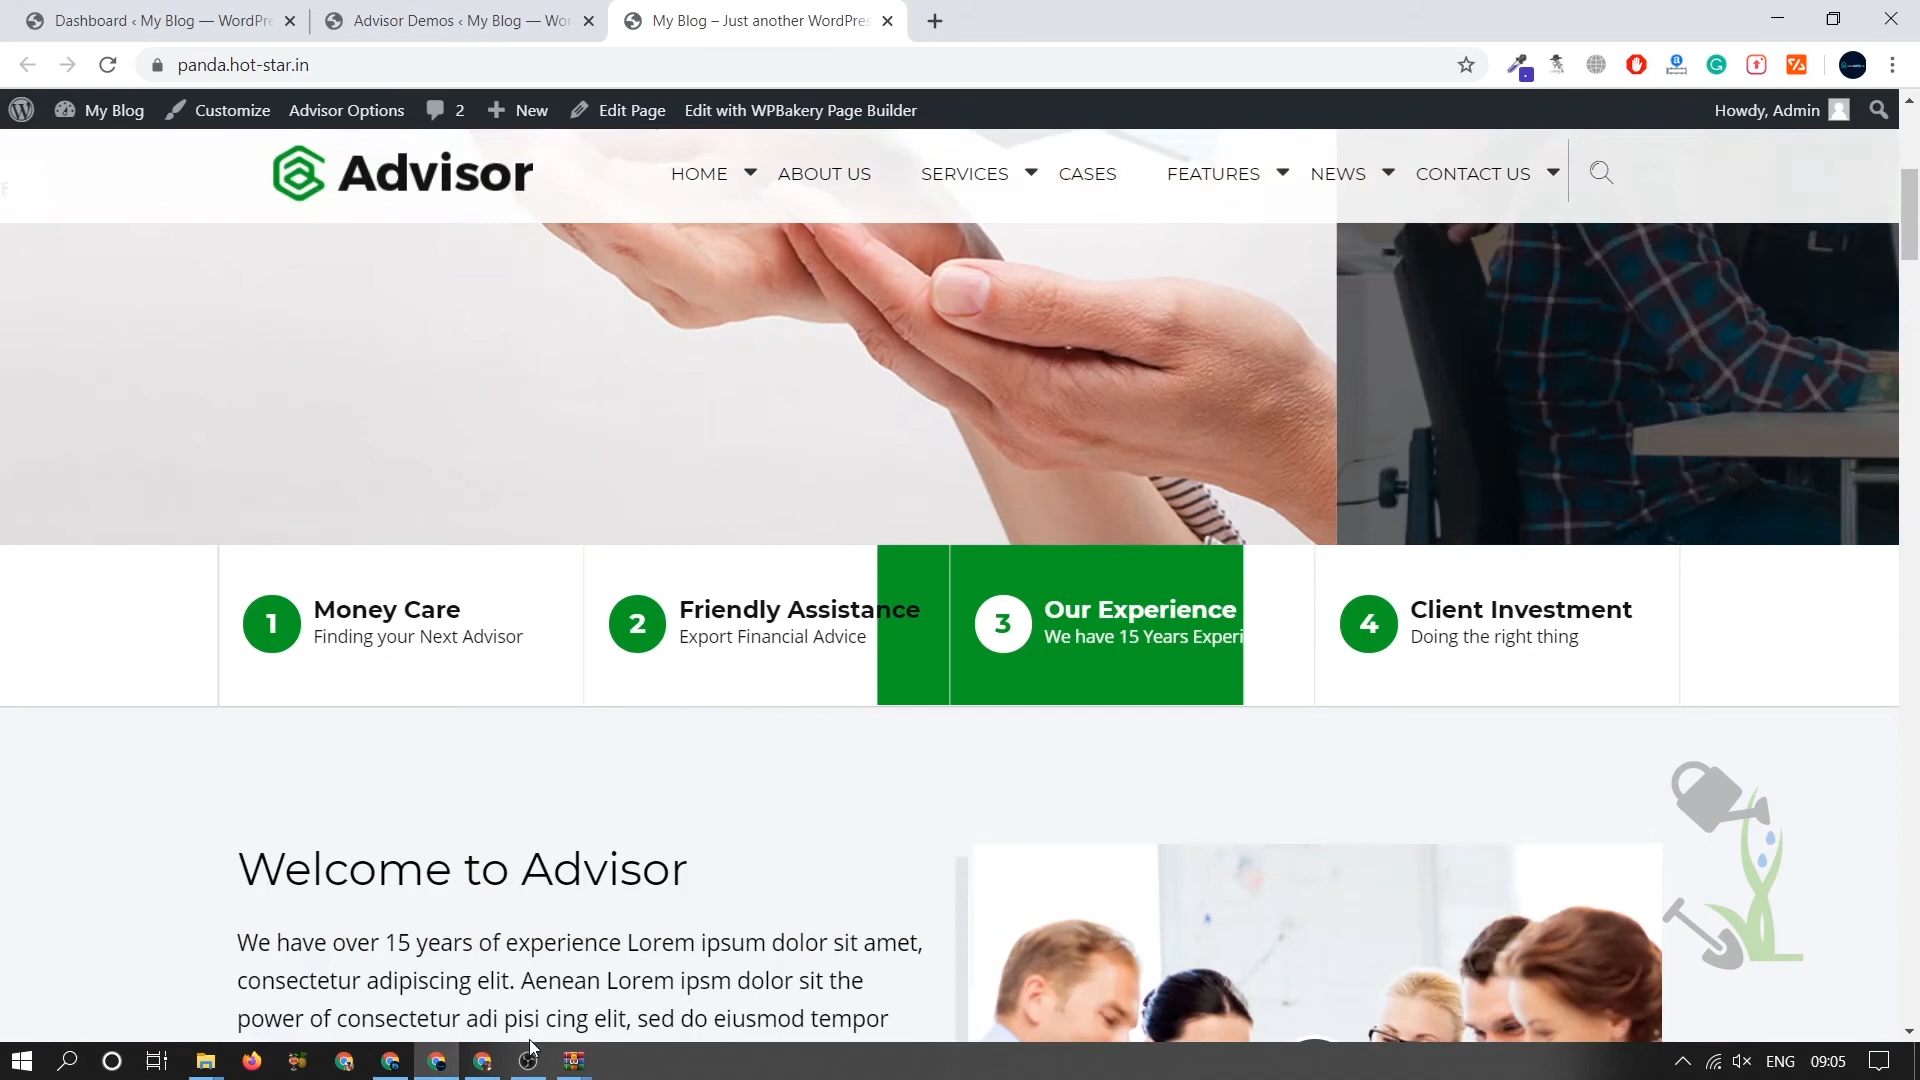 Dashboard ‹ My Blog — WordPre
Advisor Demos ‹ My Blog — Wor
My Blog – Just another WordPres
panda.hot-star.in
My Blog
Customize
Advisor Options
2
New
Edit Page
Edit with WPBakery Page Builder
Howdy, Admin
Advisor
HOME
ABOUT US
SERVICES
CASES
FEATURES
NEWS
CONTACT US
1
Money Care
Finding your Next Advisor
2
Friendly Assistance
Export Financial Advice
3
Our Experience
We have 15 Years Experi
4
Client Investment
Doing the right thing
Welcome to Advisor
We have over 15 years of experience Lorem ipsum dolor sit amet,
consectetur adipiscing elit. Aenean Lorem ipsm dolor sit the
power of consectetur adi pisi cing elit, sed do eiusmod tempor
ENG
09:05